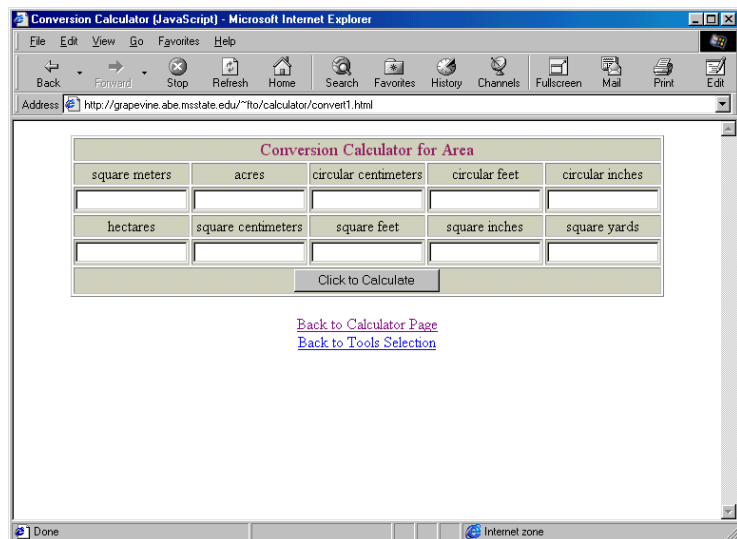 Conversion Calculator (JavaScript) - Microsoft Internet Explorer
File Edit View Go Favorites Help
Back Forward Stop Refresh Home Search Favorites History Channels Fullscreen Mail Print Edit
Address http://grapevine.abe.msstate.edu/~fto/calculator/convert1.html
Conversion Calculator for Area
square meters acres circular centimeters circular feet circular inches
hectares square centimeters square feet square inches square yards
Click to Calculate
Back to Calculator Page
Back to Tools Selection
Done Internet zone